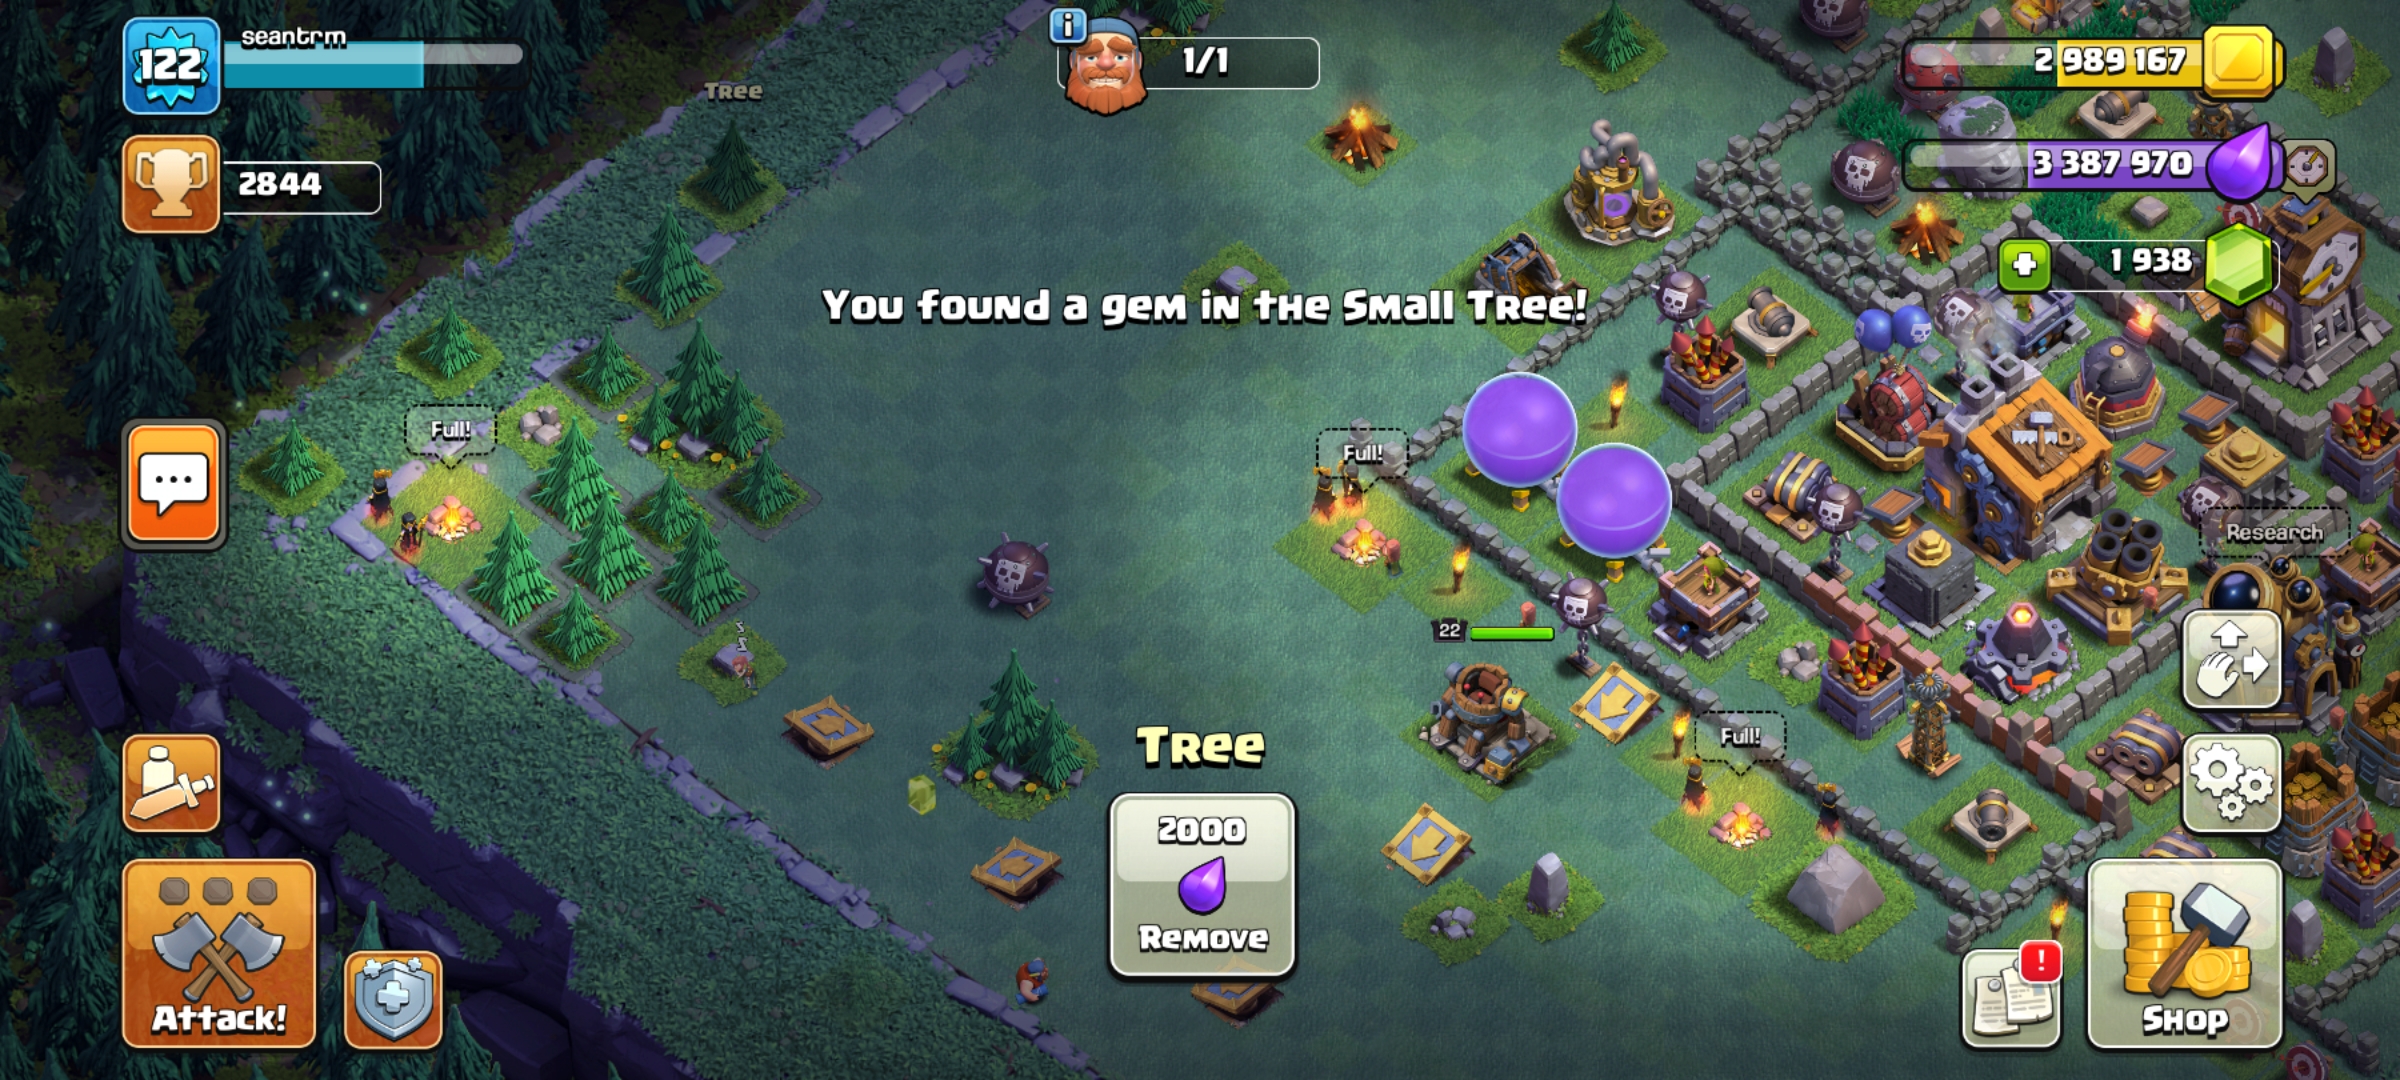 122
seantrm
1/1
2 989 167
Tree
2844
3 387 970
1 938
You found a gem in the Small Tree!
Full!
Full!
Research
22
Full!
Tree
2000
Remove
!
Attack!
Shop